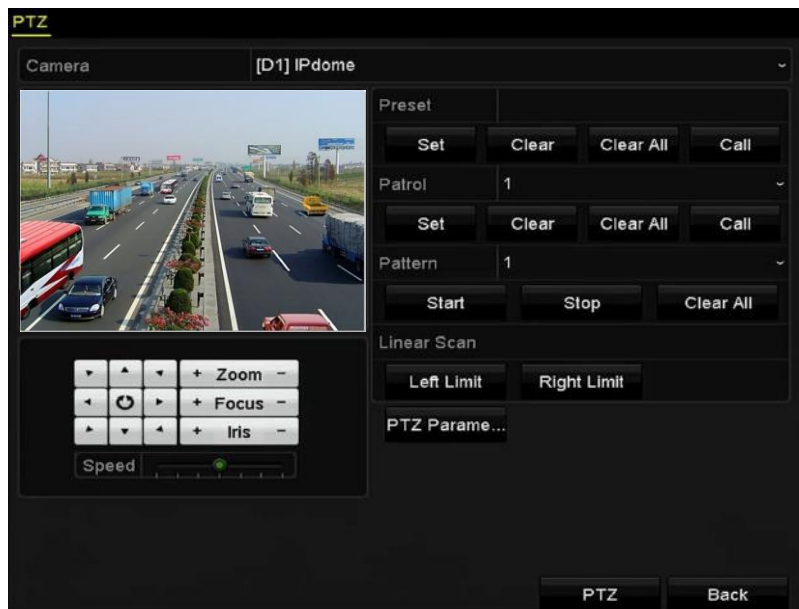 PTZ
Camera [D1] IPdome
Preset
Set Clear Clear All Call
Patrol 1
Set Clear Clear All Call
Pattern 1
Start Stop Clear All
Linear Scan
Left Limit Right Limit
PTZ Parame...
+ Zoom -
+ Focus -
+ Iris -
Speed
PTZ Back